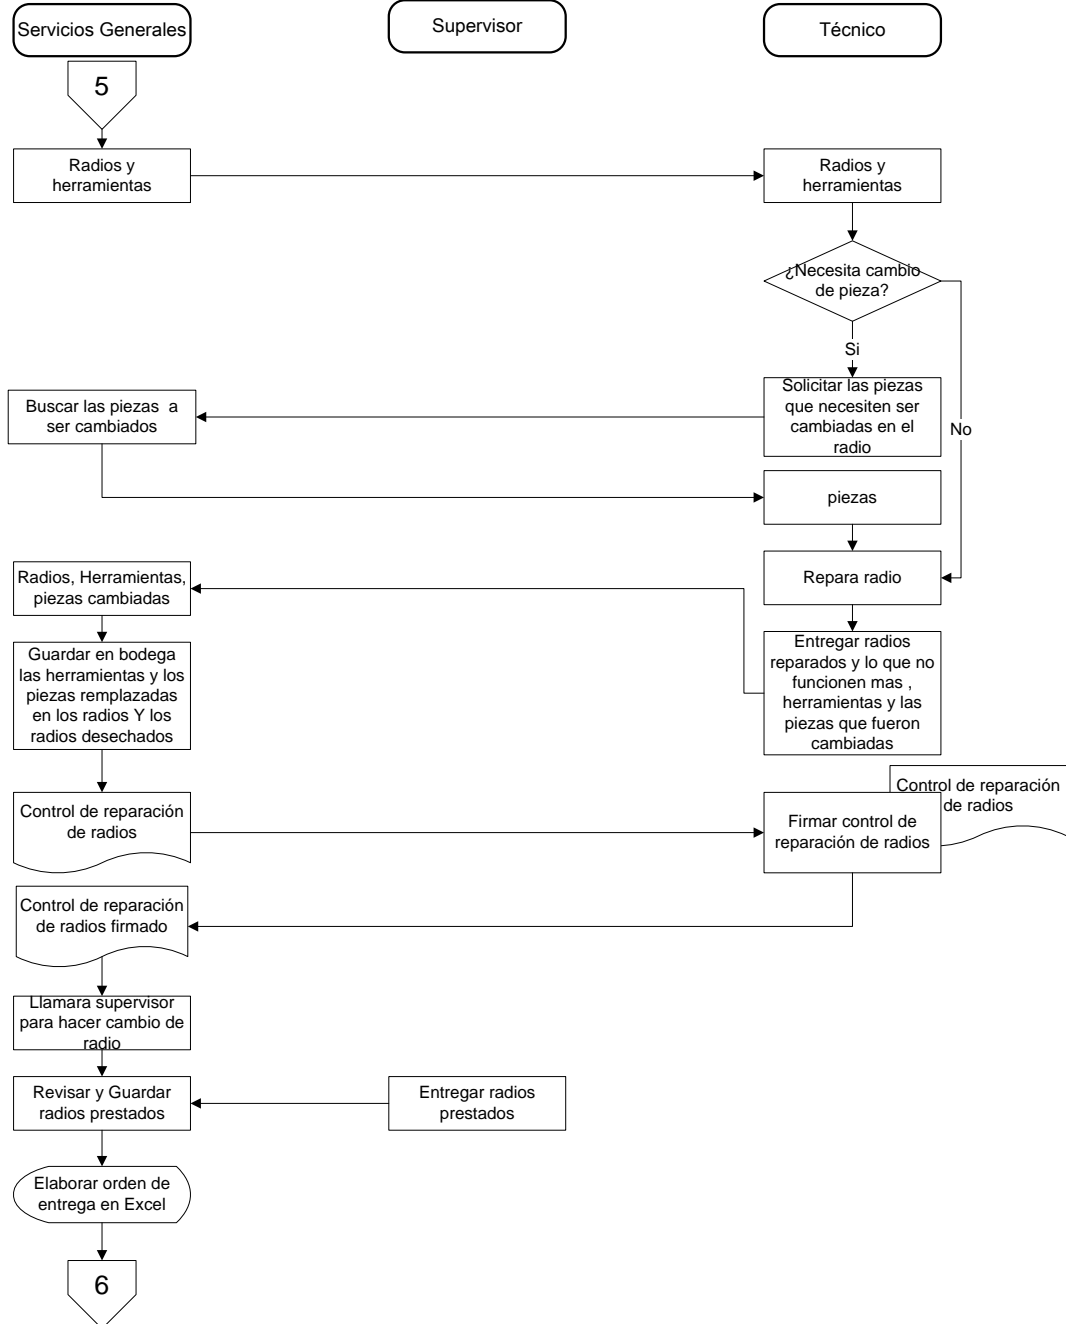 Servicios Generales
Supervisor
Técnico
5
Radios y
herramientas
Radios y
herramientas
¿Necesita cambio
de pieza?
Si
No
Solicitar las piezas
que necesiten ser
cambiadas en el
radio
Buscar las piezas a
ser cambiados
piezas
Repara radio
Radios, Herramientas,
piezas cambiadas
Entregar radios
reparados y lo que no
funcionen mas ,
herramientas y las
piezas que fueron
cambiadas
Guardar en bodega
las herramientas y los
piezas remplazadas
en los radios Y los
radios desechados
Control de reparación
de radios
Control de reparación
de radios
Firmar control de
reparación de radios
Control de reparación
de radios firmado
Llamara supervisor
para hacer cambio de
radio
Revisar y Guardar
radios prestados
Entregar radios
prestados
Elaborar orden de
entrega en Excel
6